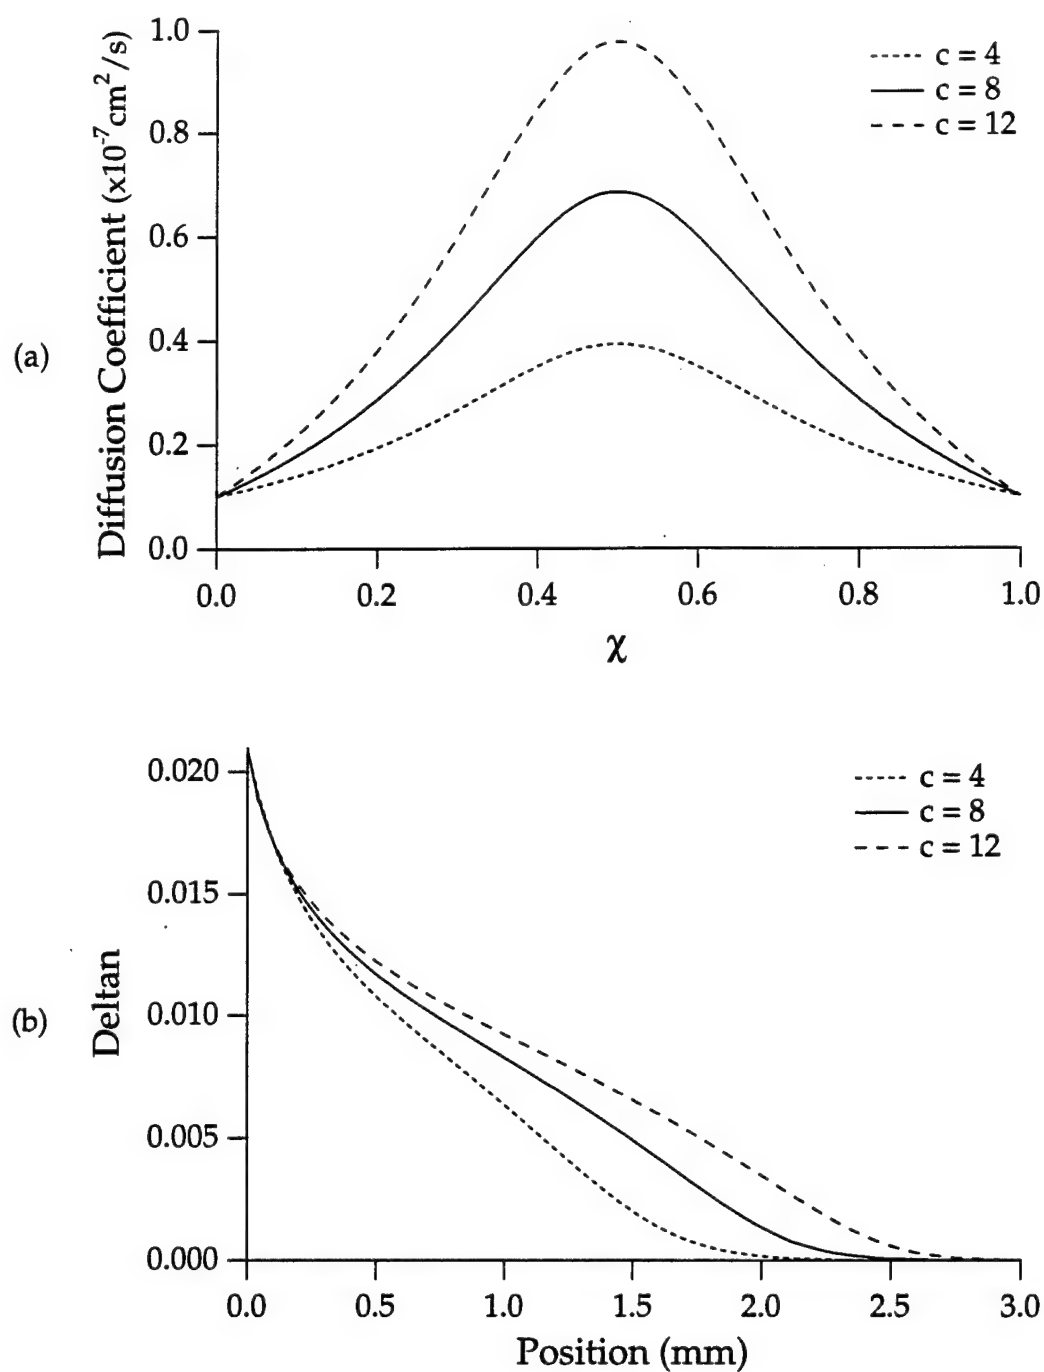 (a)
Diffusion Coefficient (x10⁻⁷cm²/s)
1.0
0.8
0.6
0.4
0.2
0.0
0.0 0.2 0.4 0.6 0.8 1.0
χ
c = 4
c = 8
c = 12
(b)
Deltan
0.020
0.015
0.010
0.005
0.000
0.0 0.5 1.0 1.5 2.0 2.5 3.0
Position (mm)
c = 4
c = 8
c = 12